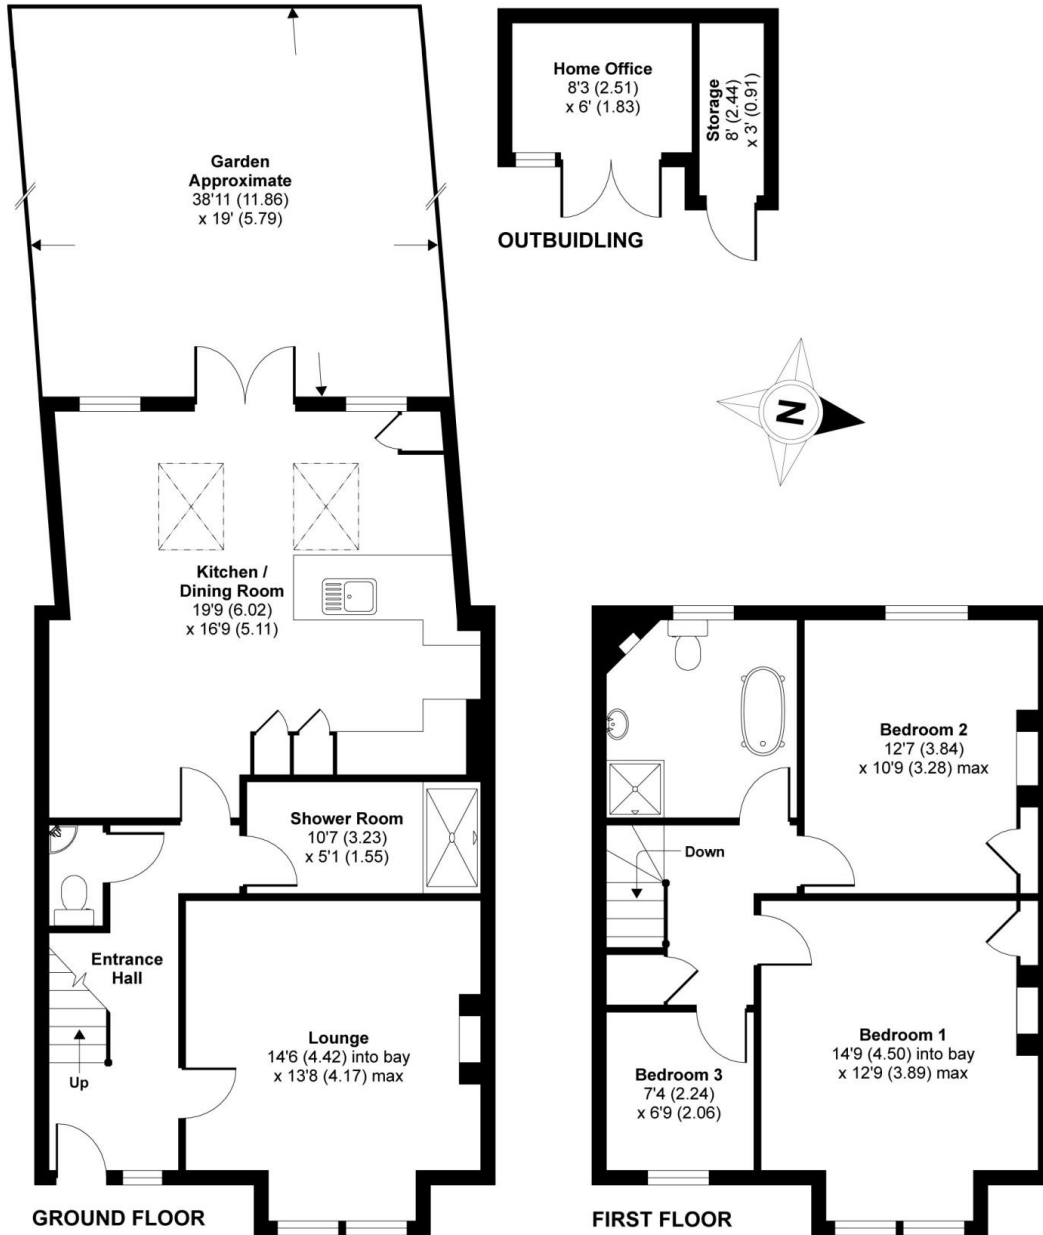 Garden
Approximate
38'11 (11.86)
x 19' (5.79)
Home Office
8'3 (2.51)
x 6' (1.83)
Storage
8' (2.44)
x 3' (0.91)
OUTBUIDLING
N
Kitchen /
Dining Room
19'9 (6.02)
x 16'9 (5.11)
Shower Room
10'7 (3.23)
x 5'1 (1.55)
Entrance
Hall
Up
Lounge
14'6 (4.42) into bay
x 13'8 (4.17) max
GROUND FLOOR
Bedroom 2
12'7 (3.84)
x 10'9 (3.28) max
Down
Bedroom 1
14'9 (4.50) into bay
x 12'9 (3.89) max
Bedroom 3
7'4 (2.24)
x 6'9 (2.06)
FIRST FLOOR